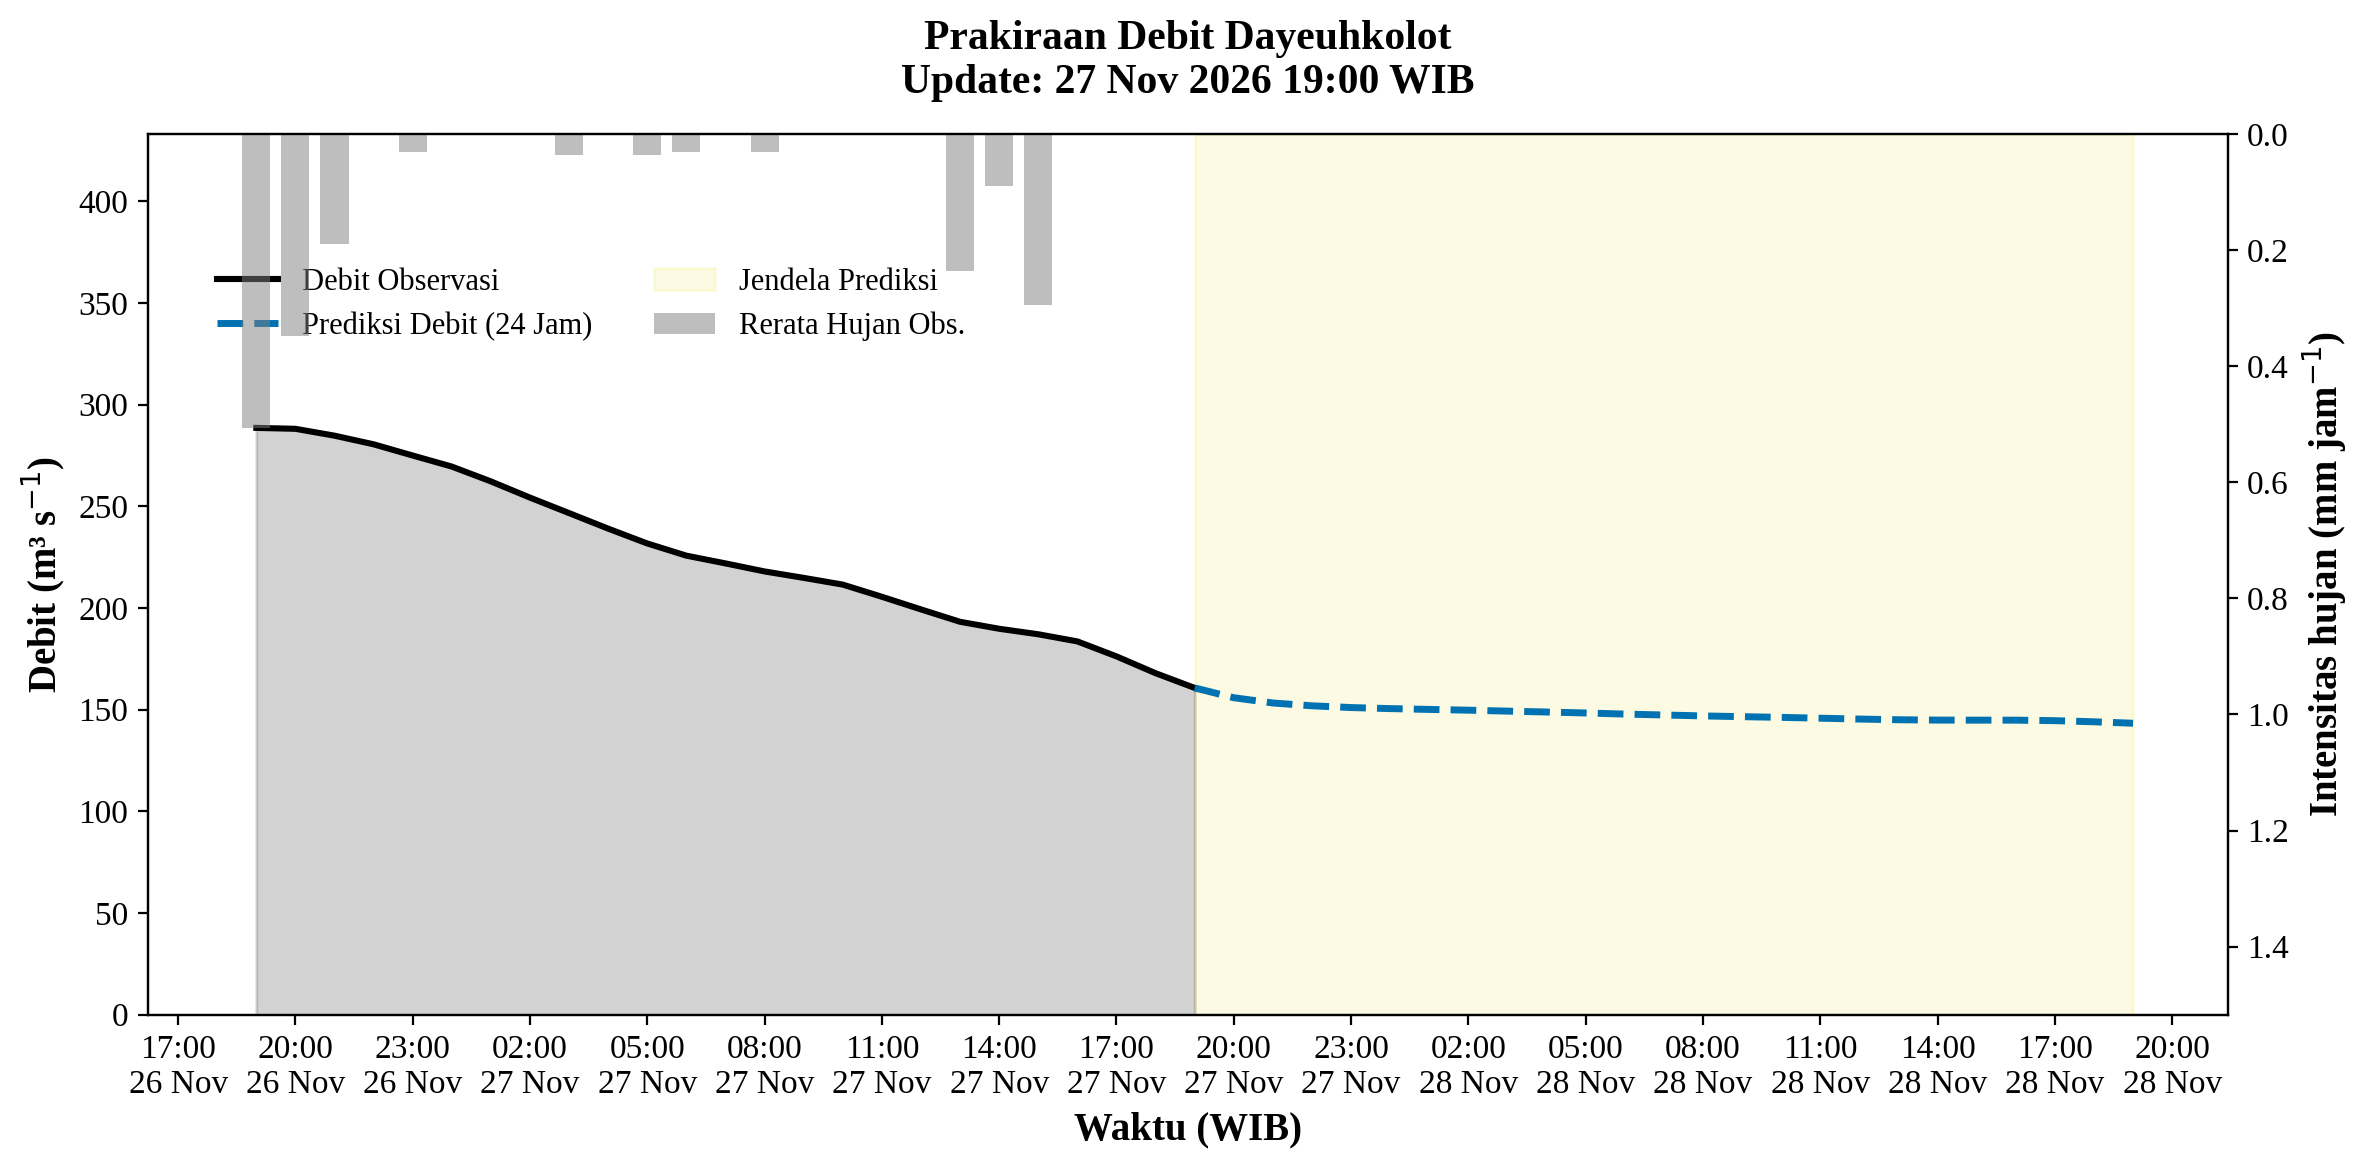 Prakiraan Debit Dayeuhkolot
Update: 27 Nov 2026 19:00 WIB
Debit (m³ s⁻¹)
400
350
300
250
200
150
100
50
0
Debit Observasi
Prediksi Debit (24 Jam)
Jendela Prediksi
Rerata Hujan Obs.
0.0
0.2
0.4
0.6
0.8
1.0
1.2
1.4
Intensitas hujan (mm jam⁻¹)
17:00 20:00 23:00 02:00 05:00 08:00 11:00 14:00 17:00 20:00 23:00 02:00 05:00 08:00 11:00 14:00 17:00 20:00
26 Nov 26 Nov 26 Nov 27 Nov 27 Nov 27 Nov 27 Nov 27 Nov 27 Nov 27 Nov 27 Nov 28 Nov 28 Nov 28 Nov 28 Nov 28 Nov 28 Nov 28 Nov
Waktu (WIB)